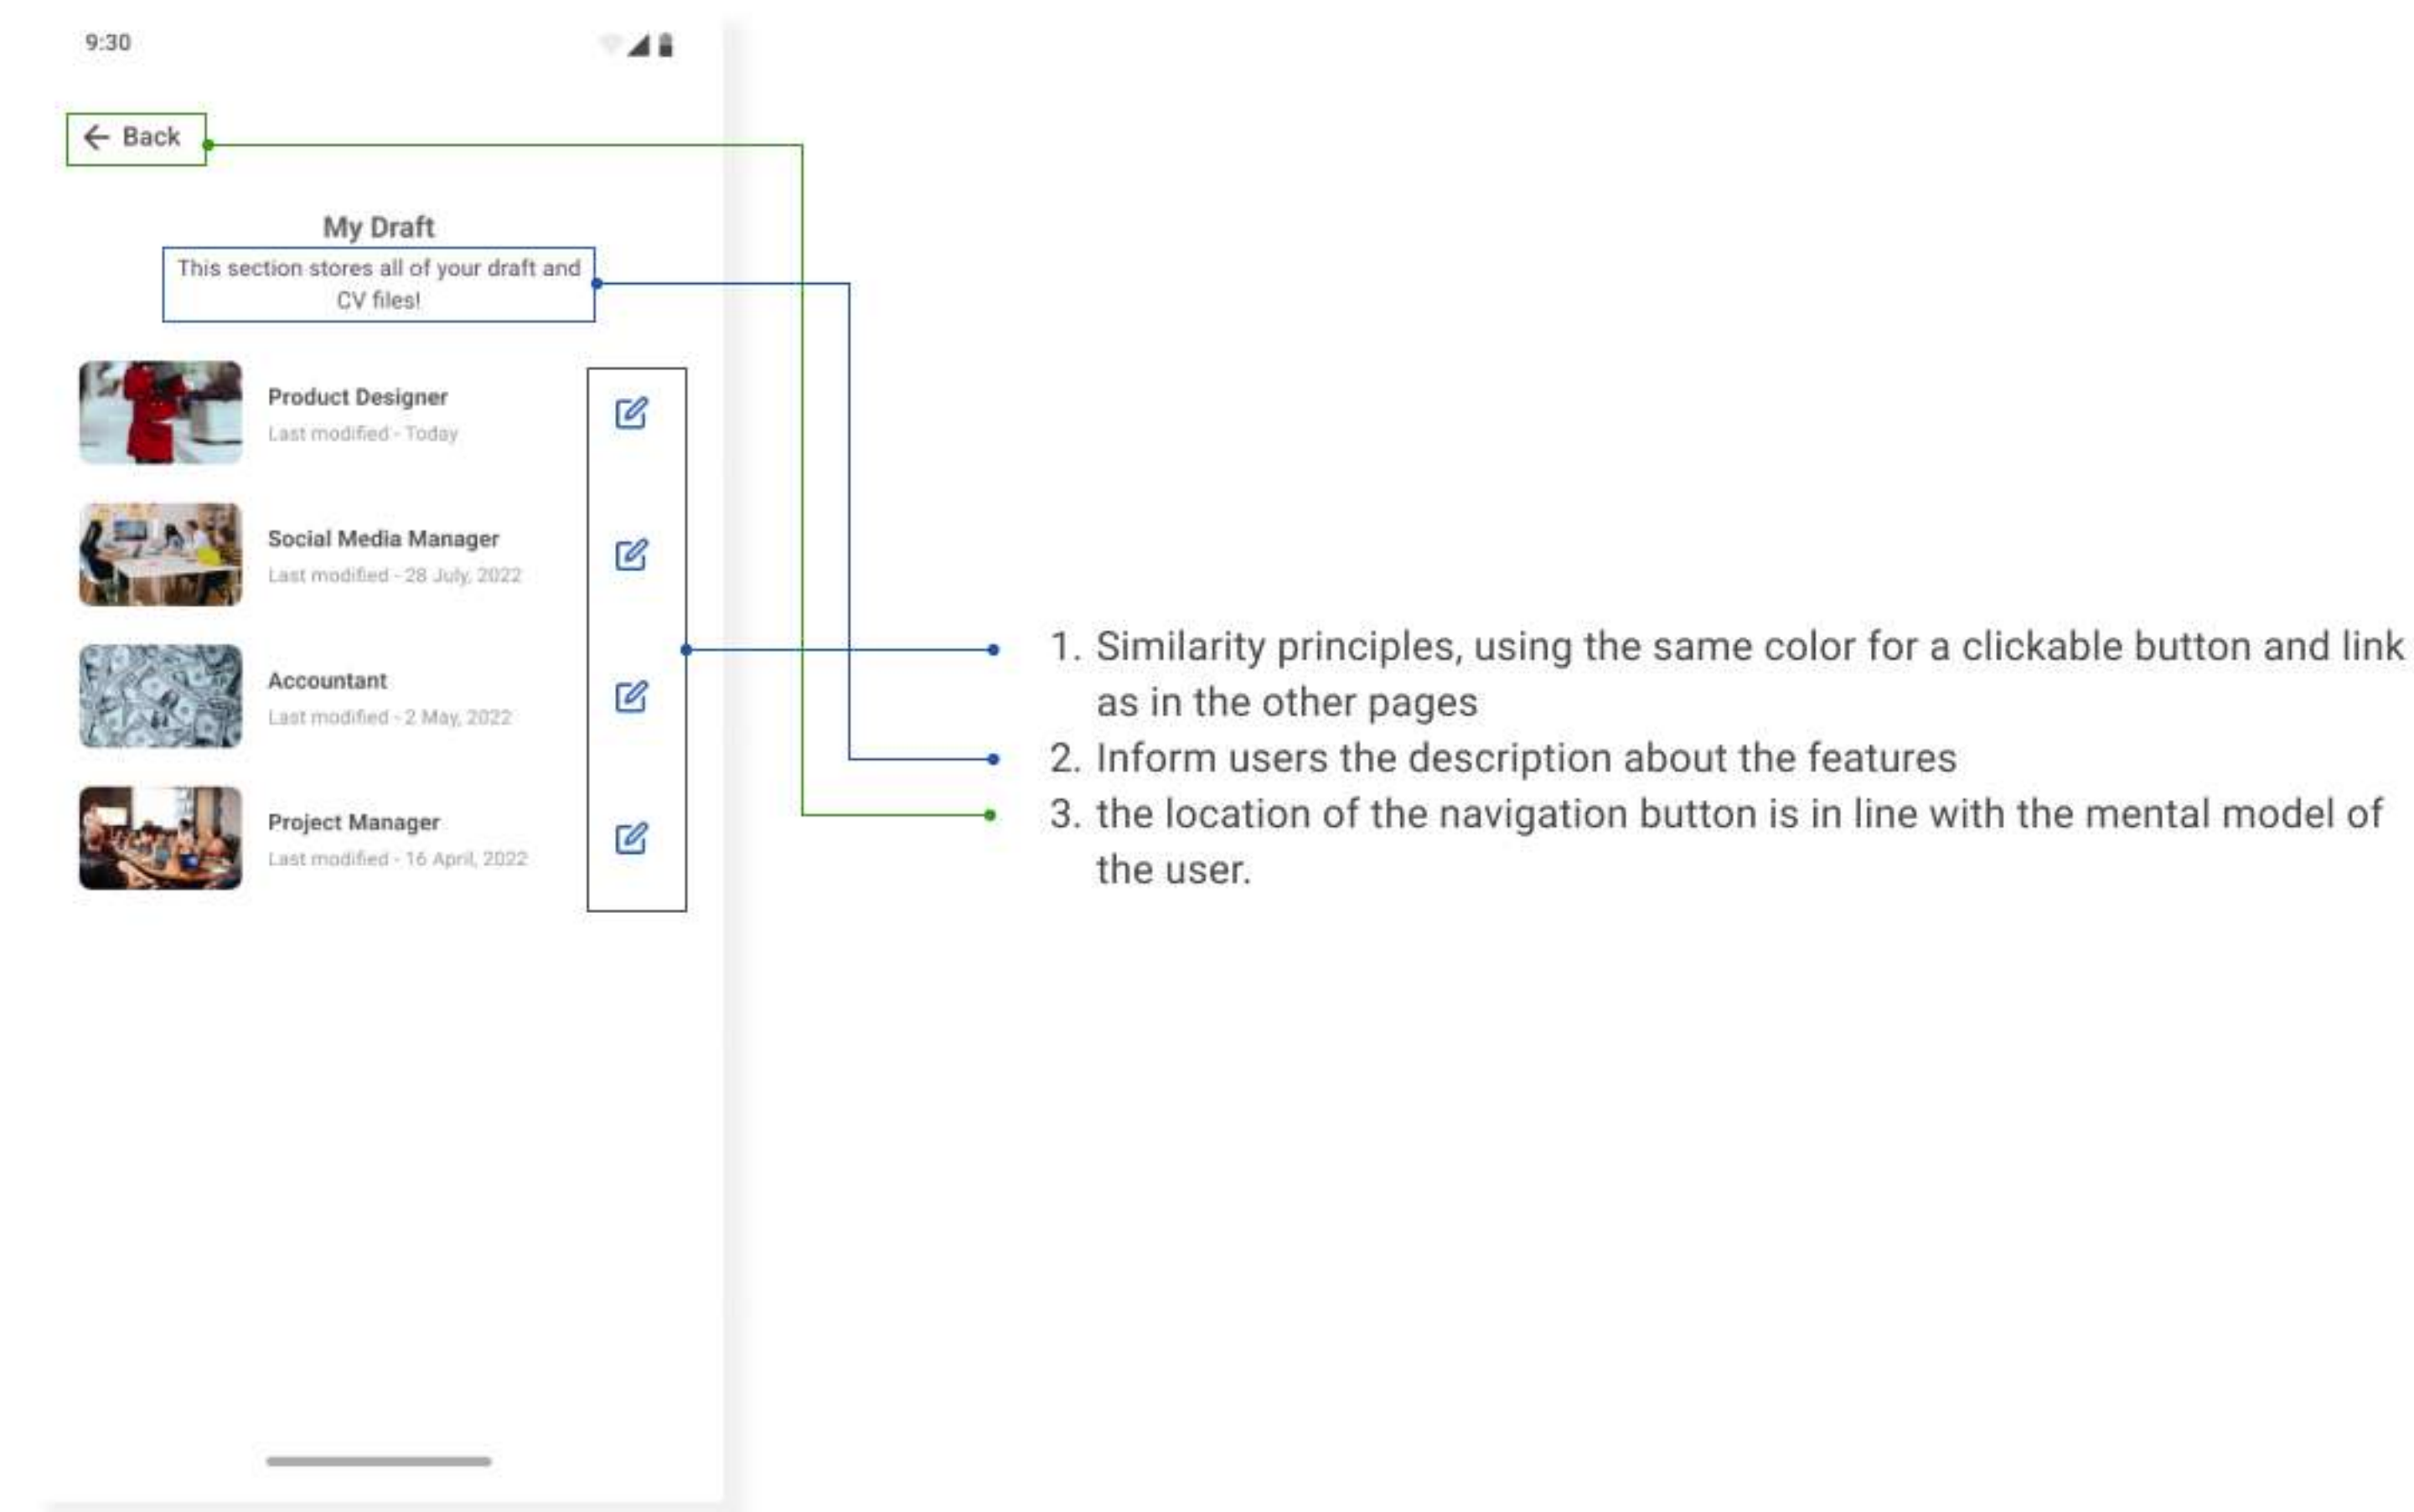 9:30
← Back
My Draft
This section stores all of your draft and
CV files!
Product Designer
Last modified - Today
Social Media Manager
Last modified - 28 July, 2022
Accountant
Last modified - 2 May, 2022
Project Manager
Last modified - 16 April, 2022
1. Similarity principles, using the same color for a clickable button and link
as in the other pages
2. Inform users the description about the features
3. the location of the navigation button is in line with the mental model of
the user.